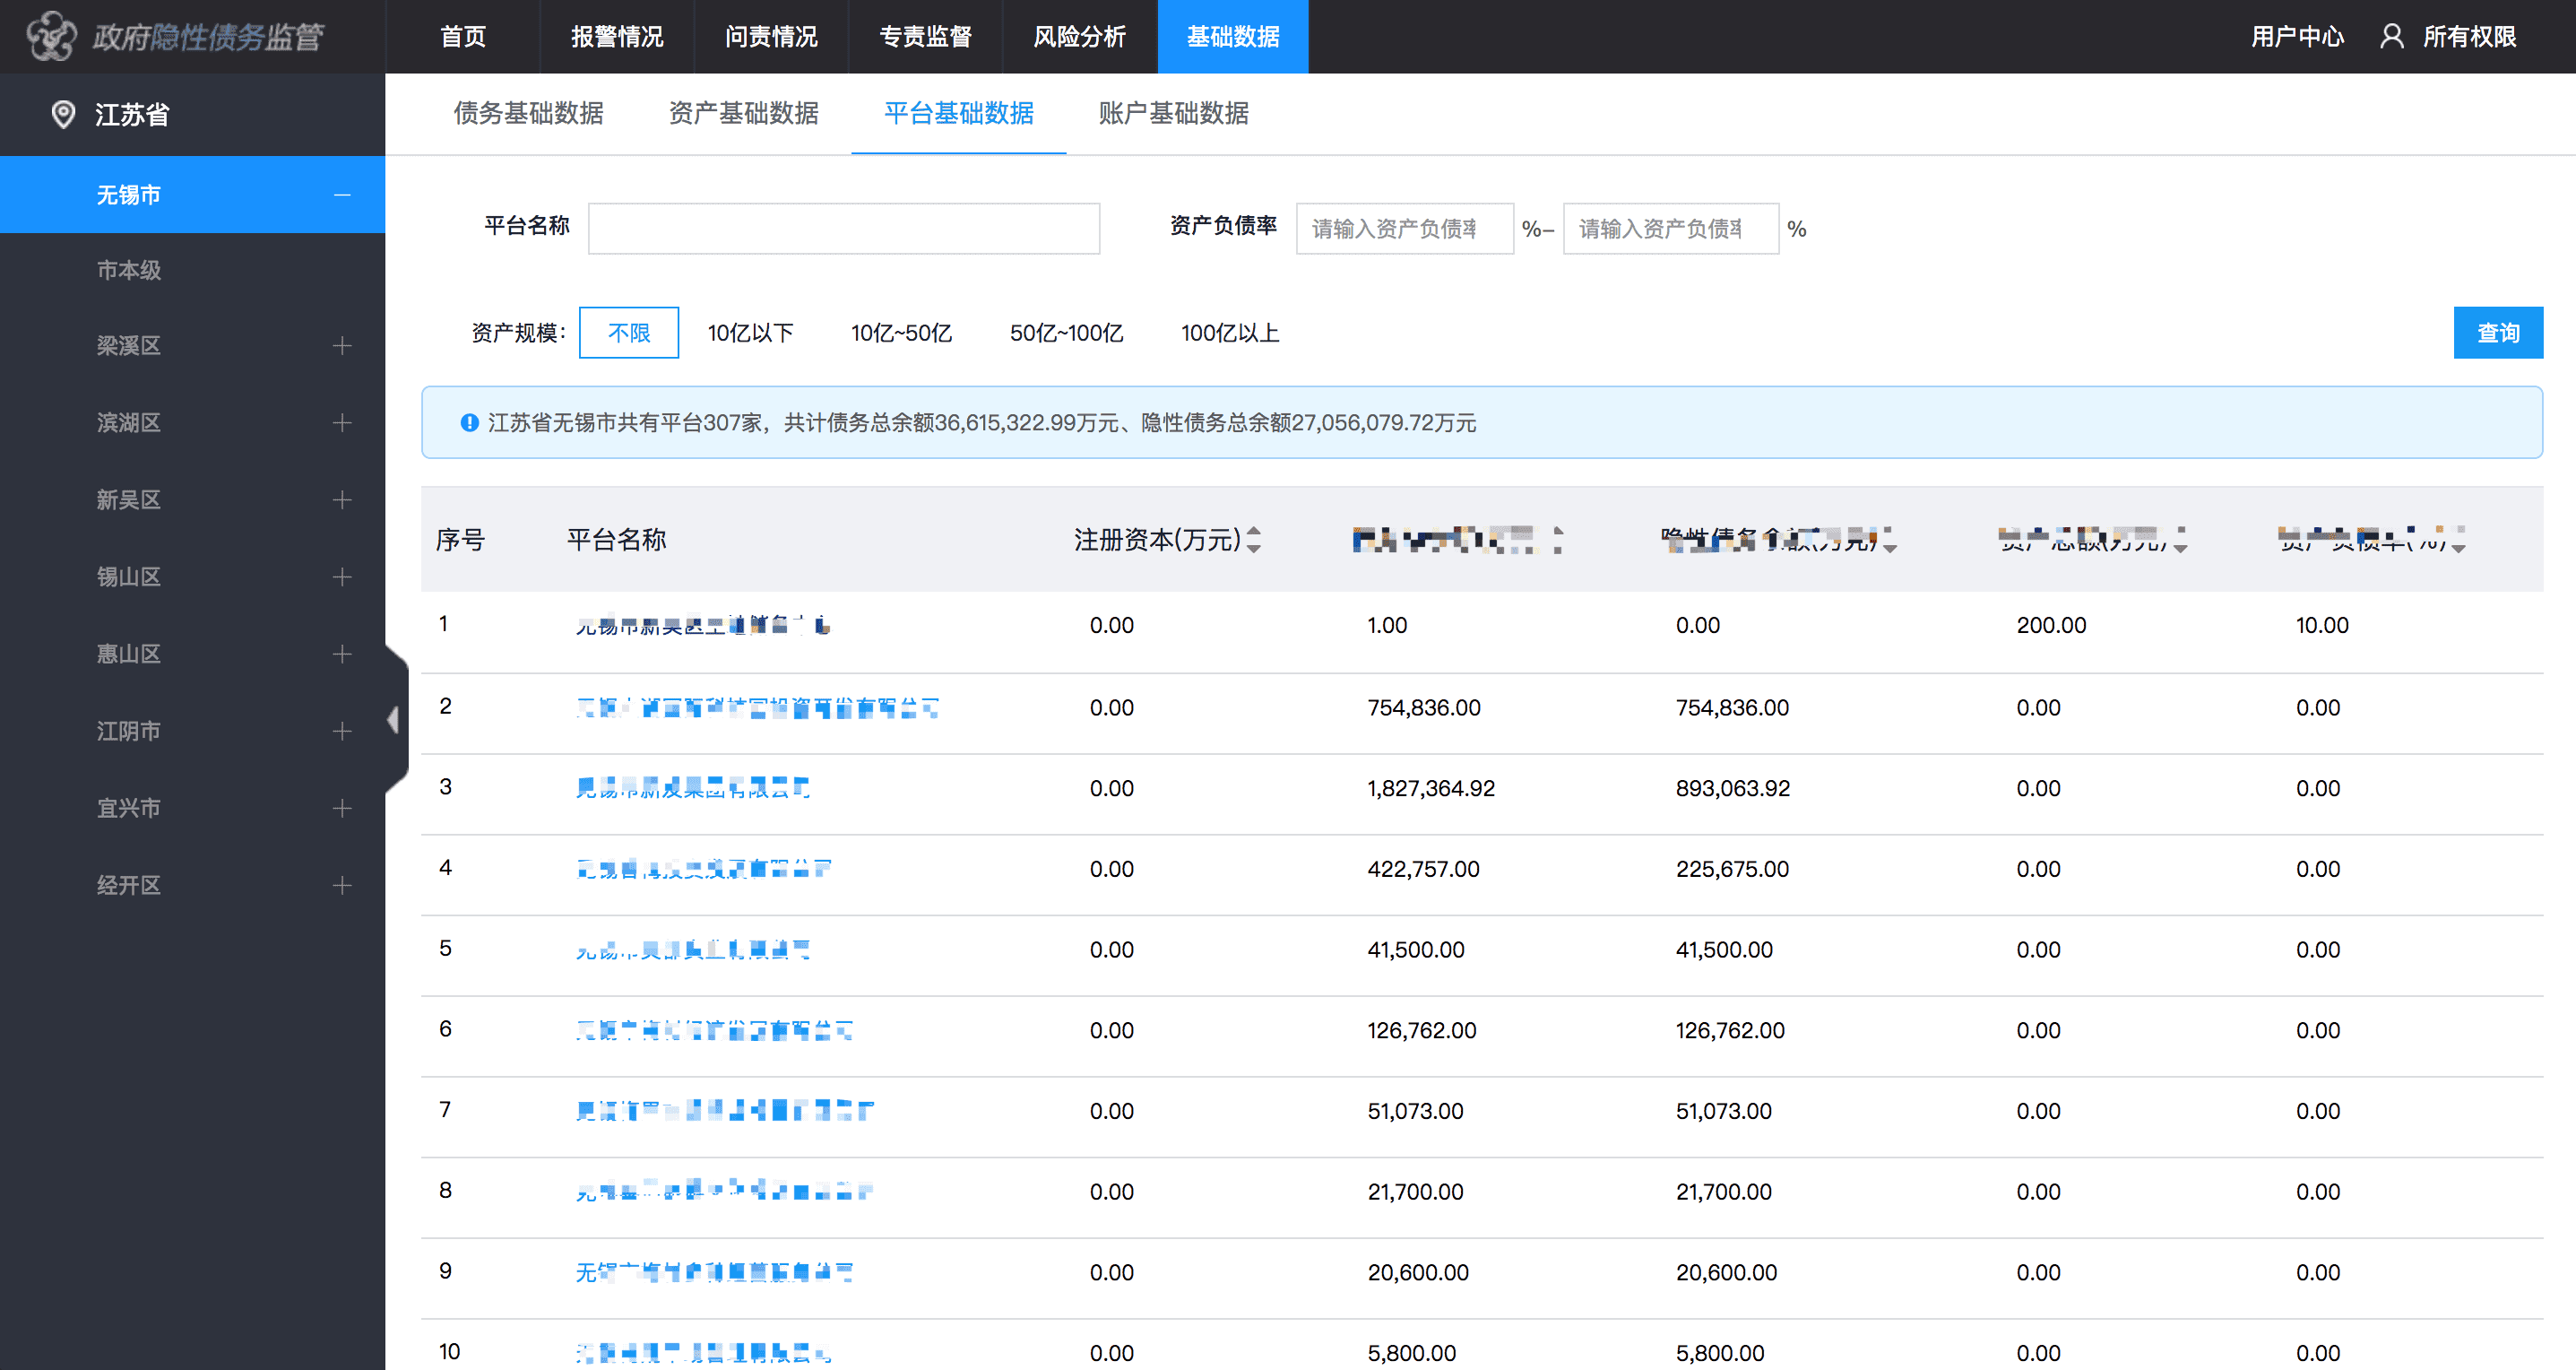 政府隐性债务监管
首页 报警情况 问责情况 专责监督 风险分析 基础数据 用户中心 所有权限
江苏省
无锡市
市本级
梁溪区
滨湖区
新吴区
锡山区
惠山区
江阴市
宜兴市
经开区
债务基础数据 资产基础数据 平台基础数据 账户基础数据
平台名称 资产负债率 请输入资产负债率 %– 请输入资产负债率 %
资产规模： 不限 10亿以下 10亿~50亿 50亿~100亿 100亿以上 查询
江苏省无锡市共有平台307家，共计债务总余额36,615,322.99万元、隐性债务总余额27,056,079.72万元
序号 平台名称 注册资本(万元)
1 0.00 1.00 0.00 200.00 10.00
2 0.00 754,836.00 754,836.00 0.00 0.00
3 0.00 1,827,364.92 893,063.92 0.00 0.00
4 0.00 422,757.00 225,675.00 0.00 0.00
5 0.00 41,500.00 41,500.00 0.00 0.00
6 0.00 126,762.00 126,762.00 0.00 0.00
7 0.00 51,073.00 51,073.00 0.00 0.00
8 0.00 21,700.00 21,700.00 0.00 0.00
9 0.00 20,600.00 20,600.00 0.00 0.00
10 0.00 5,800.00 5,800.00 0.00 0.00